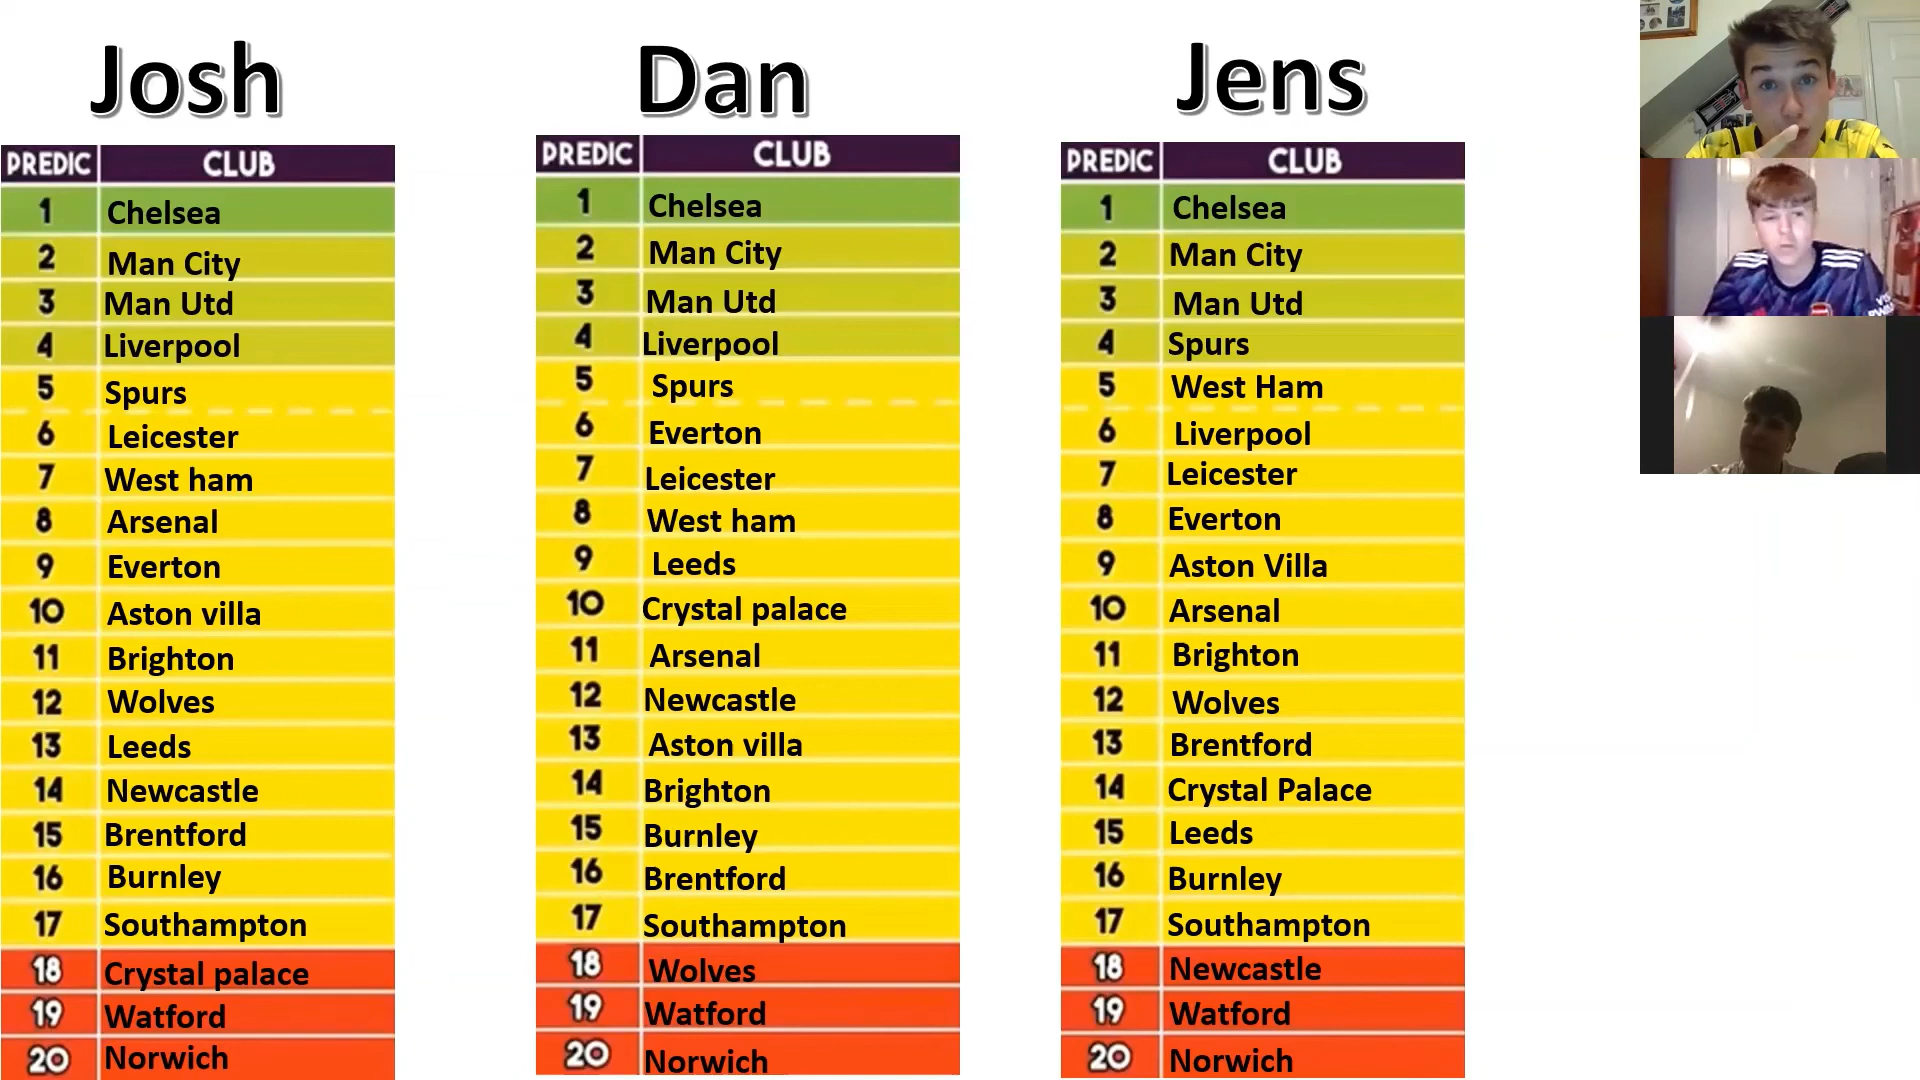 Josh
PREDIC CLUB
1 Chelsea
2 Man City
3 Man Utd
4 Liverpool
5 Spurs
6 Leicester
7 West ham
8 Arsenal
9 Everton
10 Aston villa
11 Brighton
12 Wolves
13 Leeds
14 Newcastle
15 Brentford
16 Burnley
17 Southampton
18 Crystal palace
19 Watford
20 Norwich
Dan
PREDIC CLUB
1 Chelsea
2 Man City
3 Man Utd
4 Liverpool
5 Spurs
6 Everton
7 Leicester
8 West ham
9 Leeds
10 Crystal palace
11 Arsenal
12 Newcastle
13 Aston villa
14 Brighton
15 Burnley
16 Brentford
17 Southampton
18 Wolves
19 Watford
20 Norwich
Jens
PREDIC CLUB
1 Chelsea
2 Man City
3 Man Utd
4 Spurs
5 West Ham
6 Liverpool
7 Leicester
8 Everton
9 Aston Villa
10 Arsenal
11 Brighton
12 Wolves
13 Brentford
14 Crystal Palace
15 Leeds
16 Burnley
17 Southampton
18 Newcastle
19 Watford
20 Norwich